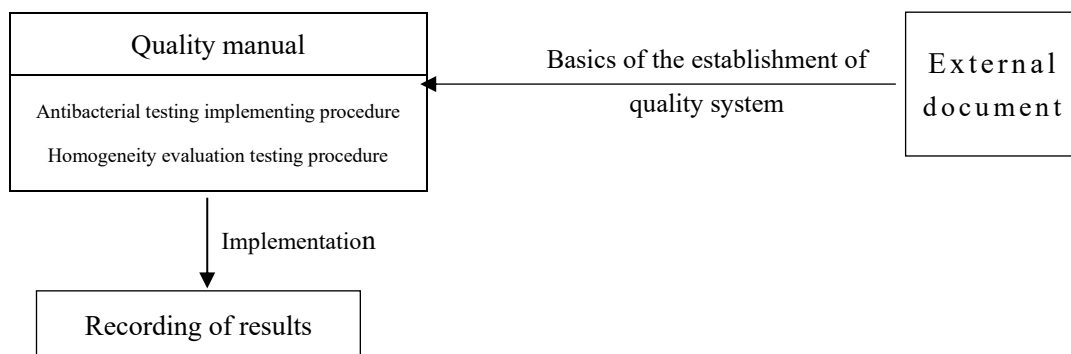 Quality manual
Antibacterial testing implementing procedure
Homogeneity evaluation testing procedure
Basics of the establishment of
quality system
External
document
Implementation
Recording of results